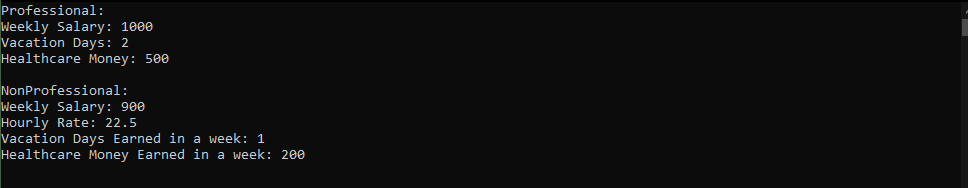 Professional:
Weekly Salary: 1000
Vacation Days: 2
Healthcare Money: 500
NonProfessional:
Weekly Salary: 900
Hourly Rate: 22.5
Vacation Days Earned in a week: 1
Healthcare Money Earned in a week: 200